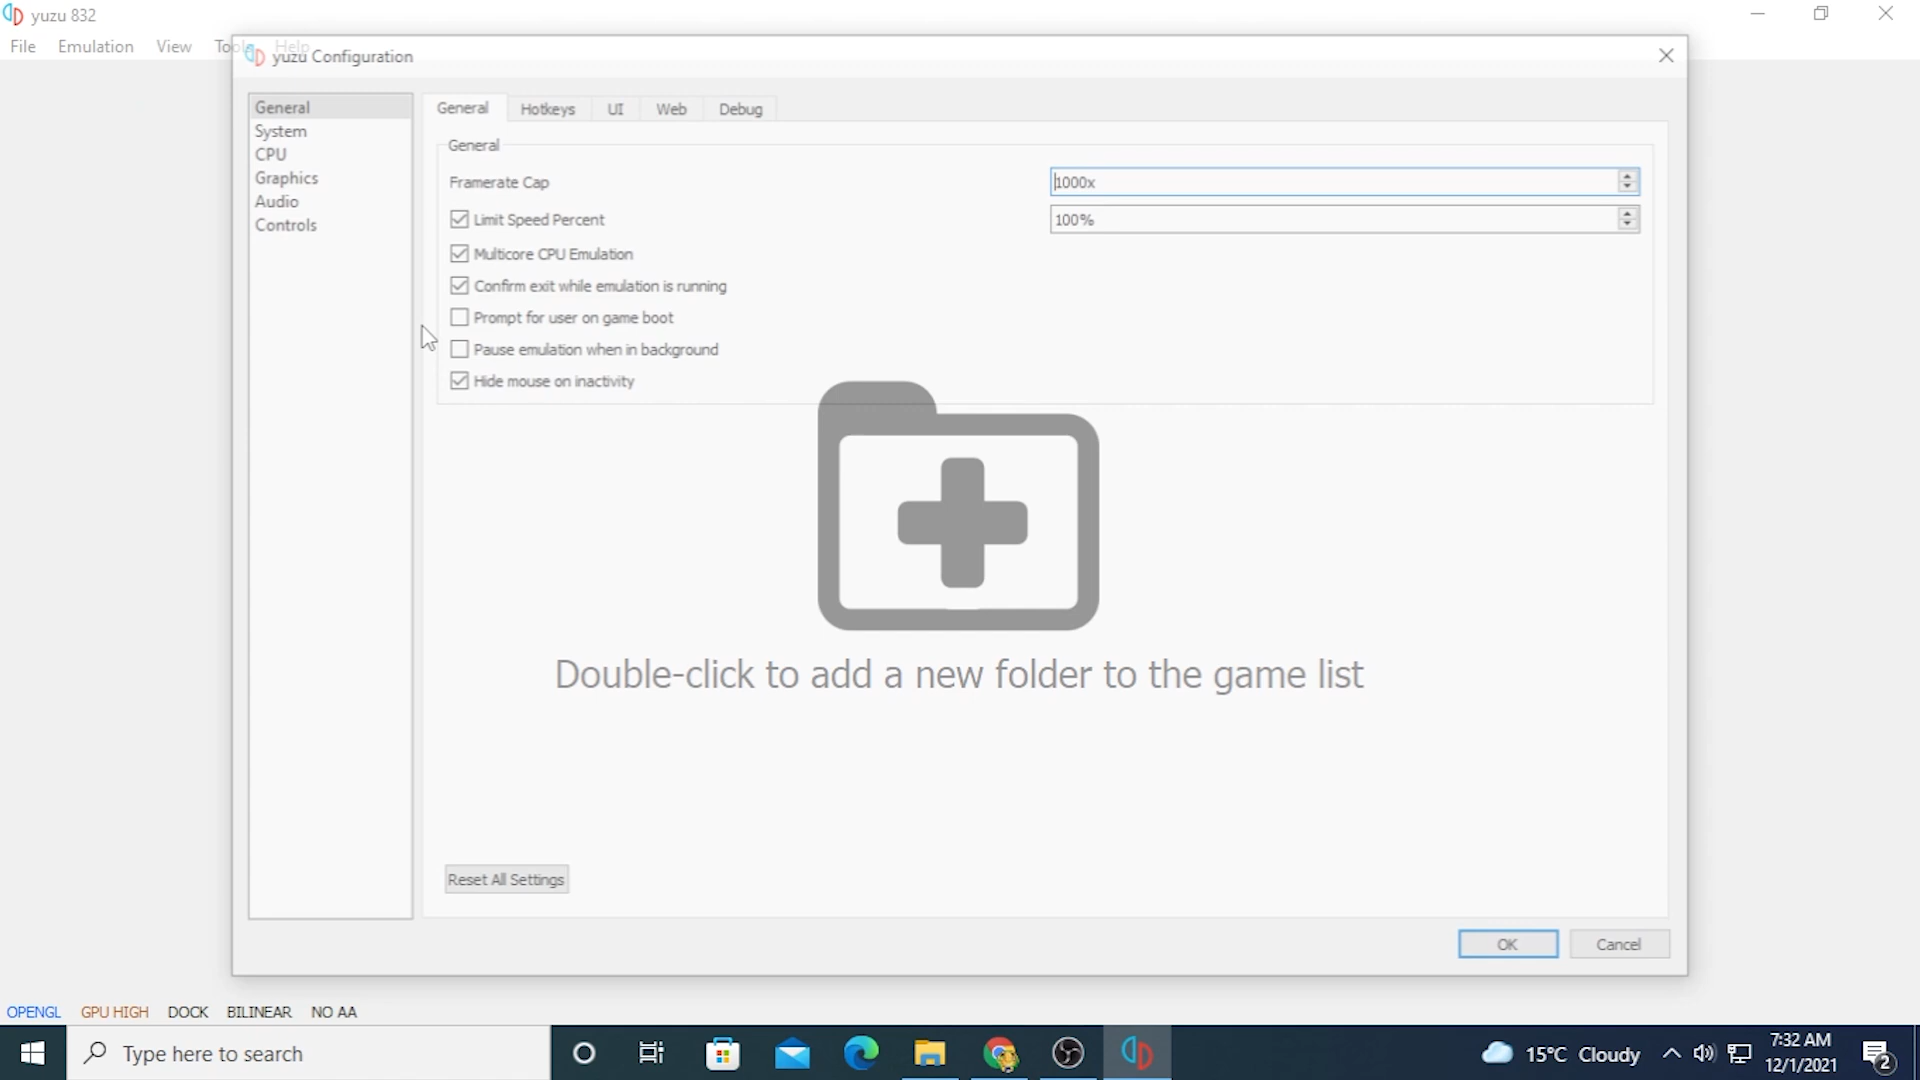 yuzu 832
File Emulation View Tools Help
yuzu Configuration
General
System
CPU
Graphics
Audio
Controls
General Hotkeys UI Web Debug
General
Framerate Cap 1000x
Limit Speed Percent 100%
Multicore CPU Emulation
Confirm exit while emulation is running
Prompt for user on game boot
Pause emulation when in background
Hide mouse on inactivity
Double-click to add a new folder to the game list
Reset All Settings
OK Cancel
OPENGL GPU HIGH DOCK BILINEAR NO AA
Type here to search
15°C Cloudy
7:32 AM
12/1/2021
2